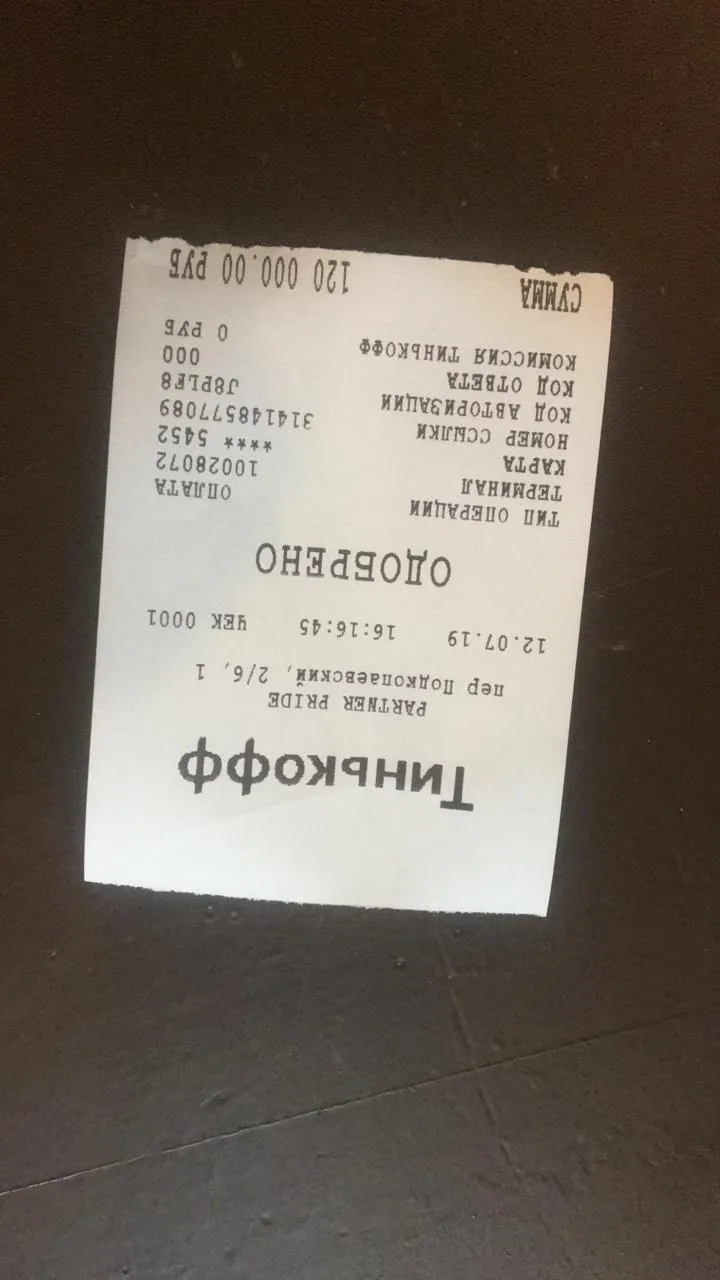 Тинькофф
PARTNER PRIDE
пер Подкопаевский, 2/6, 1
12.07.19 16:16:45 ЧЕК 0001
ОДОБРЕНО
ТИП ОПЕРАЦИИ ОПЛАТА
ТЕРМИНАЛ 10028072
КАРТА **** 5452
НОМЕР ССЫЛКИ 314148577089
КОД АВТОРИЗАЦИИ J8PLF8
КОД ОТВЕТА 000
КОМИССИЯ ТИНЬКОФФ 0 РУБ
СУММА 120 000.00 РУБ